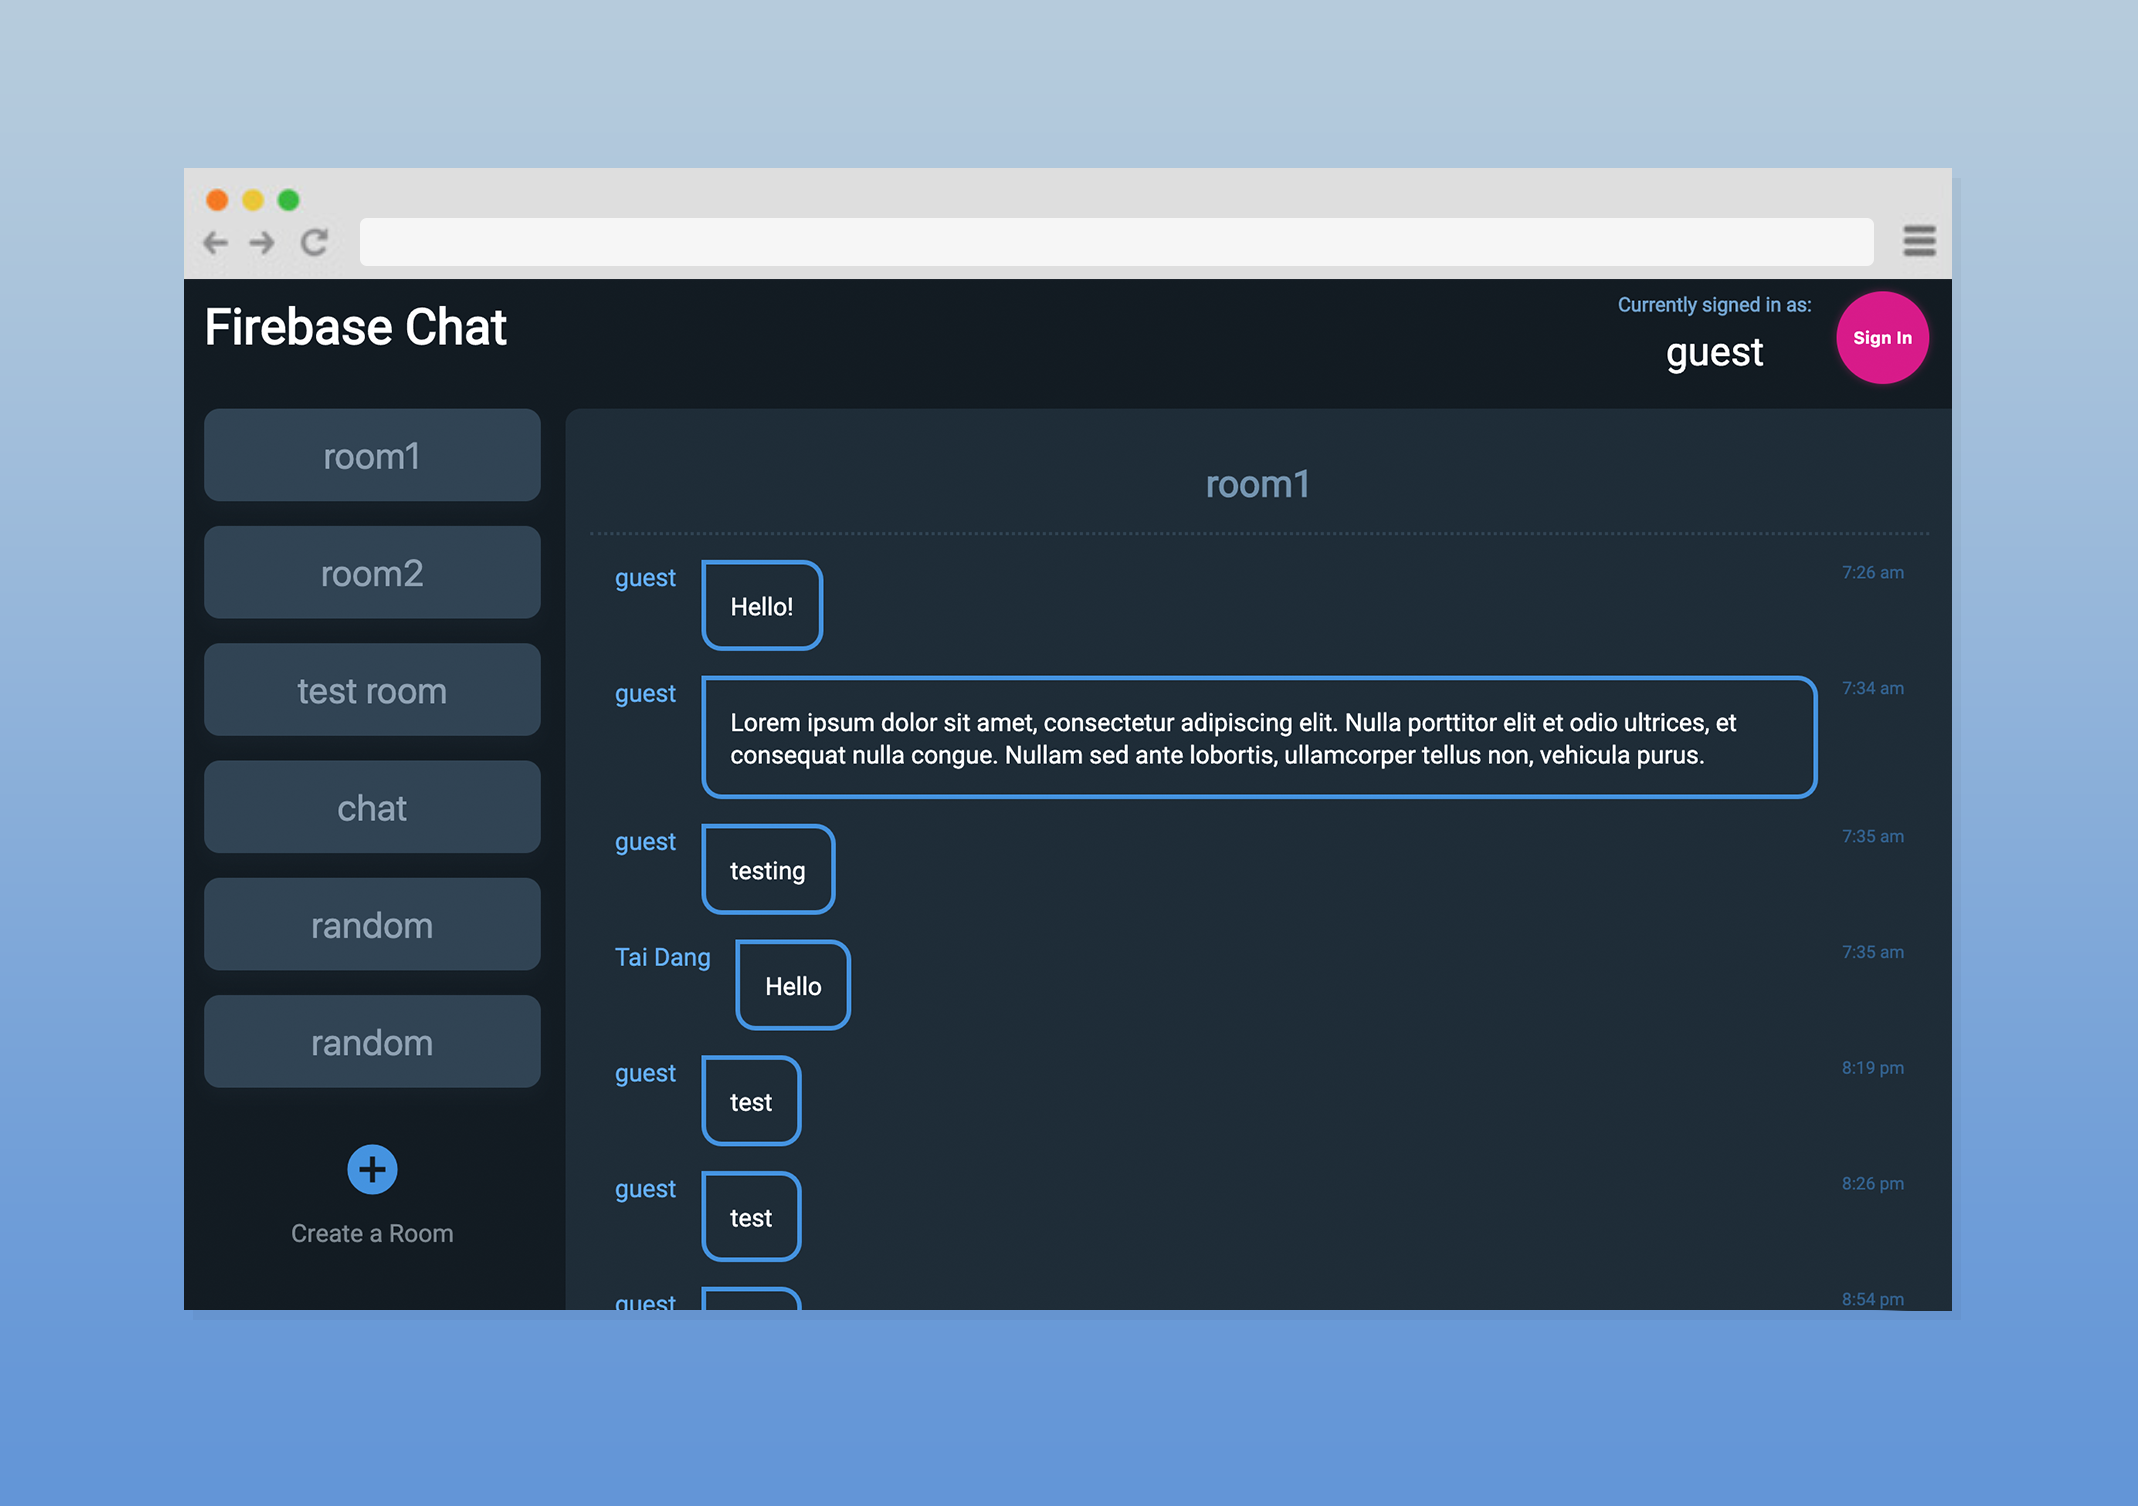 Firebase Chat
Currently signed in as:
guest
Sign In
room1
room2
test room
chat
random
random
Create a Room
room1
guest
Hello!
7:26 am
guest
Lorem ipsum dolor sit amet, consectetur adipiscing elit. Nulla porttitor elit et odio ultrices, et
consequat nulla congue. Nullam sed ante lobortis, ullamcorper tellus non, vehicula purus.
7:34 am
guest
testing
7:35 am
Tai Dang
Hello
7:35 am
guest
test
8:19 pm
guest
test
8:26 pm
guest
8:54 pm